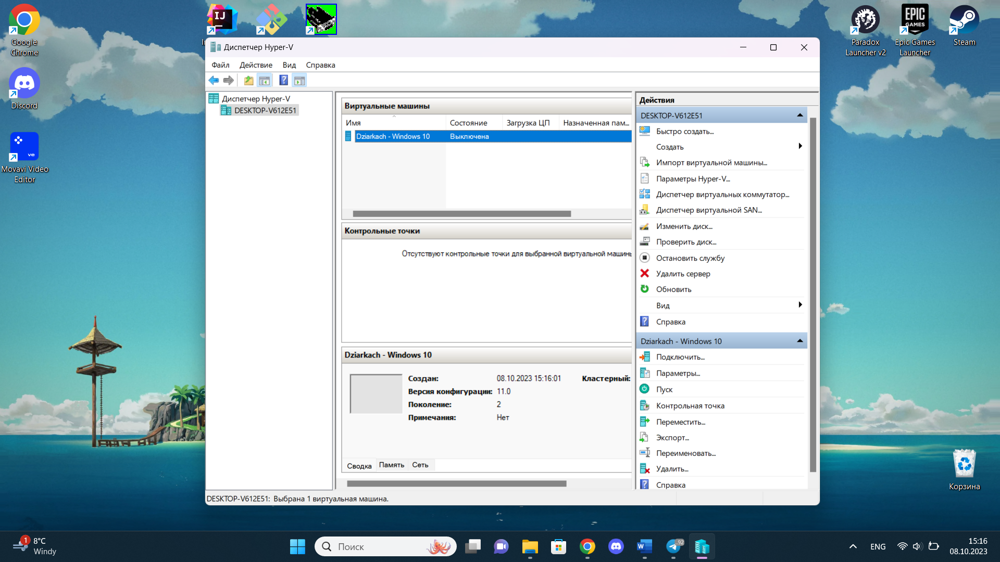 Google
Chrome
Discord
ve
Movavi Video
Editor
IJ
Paradox
Launcher v2
EPIC
GAMES
Epic Games
Launcher
Steam
Корзина
Диспетчер Hyper-V
Файл
Действие
Вид
Справка
Диспетчер Hyper-V
DESKTOP-V612E51
Виртуальные машины
Имя
Состояние
Загрузка ЦП
Назначенная пам...
Dziarkach - Windows 10
Выключена
Контрольные точки
Отсутствуют контрольные точки для выбранной виртуальной машины
Dziarkach - Windows 10
Создан:
08.10.2023 15:16:01
Кластерный:
Версия конфигурации:
11.0
Поколение:
2
Примечания:
Нет
Сводка
Память
Сеть
Действия
DESKTOP-V612E51
Быстро создать...
Создать
Импорт виртуальной машины...
Параметры Hyper-V...
Диспетчер виртуальных коммутатор...
Диспетчер виртуальной SAN...
Изменить диск...
Проверить диск...
Остановить службу
Удалить сервер
Обновить
Вид
Справка
Dziarkach - Windows 10
Подключить...
Параметры...
Пуск
Контрольная точка
Переместить...
Экспорт...
Переименовать...
Удалить...
Справка
DESKTOP-V612E51: Выбрана 1 виртуальная машина.
1
8°C
Windy
Поиск
W
92
ENG
15:16
08.10.2023